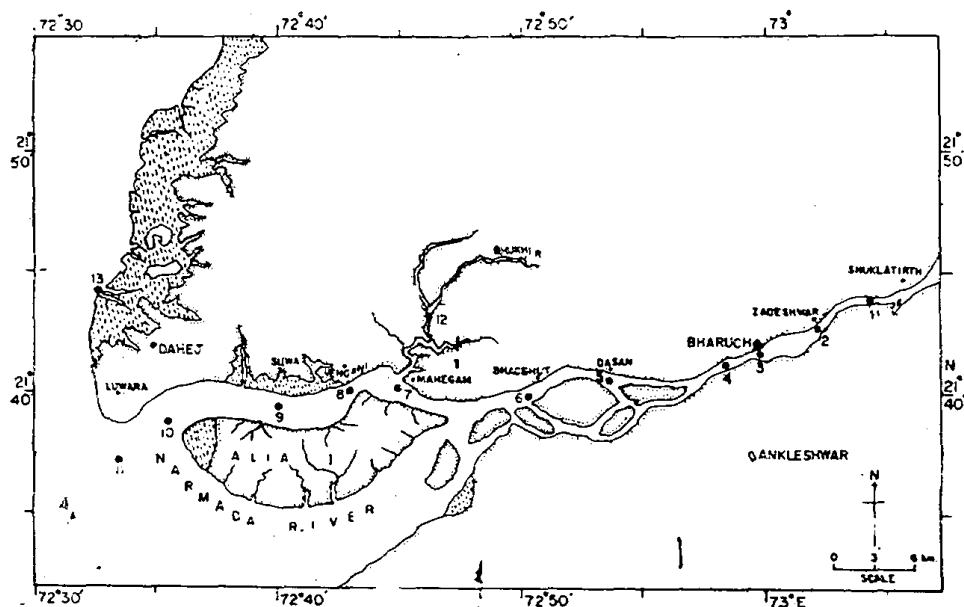 72°30 72°40 72°50 73°
21° 50' 21° 50'
BHUKHI R
SHUKLATIRTH
13
12
ZADESHWAR
11
DAHEJ
1
BHARUCH
2
SUWA
3
LUWARA
MAHEGAM
BHADBHUT
DASAN
4
21° 40' 21° 40'
N
8
7
6
5
9
10
ALIA
I
ANKLESHWAR
NARMADA RIVER
N
0 3 6 km.
SCALE
72°30 72°40 72°50 73°E